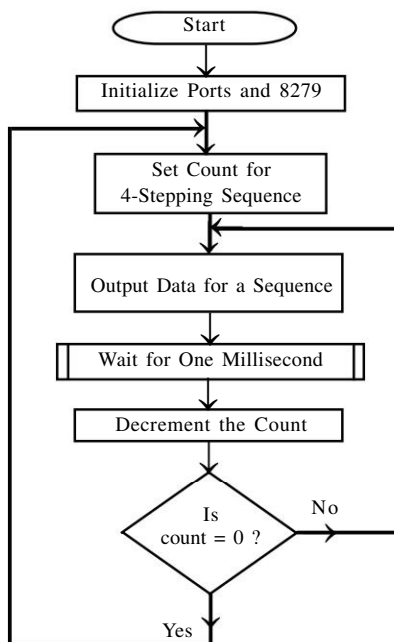 Start
Initialize Ports and 8279
Set Count for
4-Stepping Sequence
Output Data for a Sequence
Wait for One Millisecond
Decrement the Count
Is
count = 0 ?
No
Yes